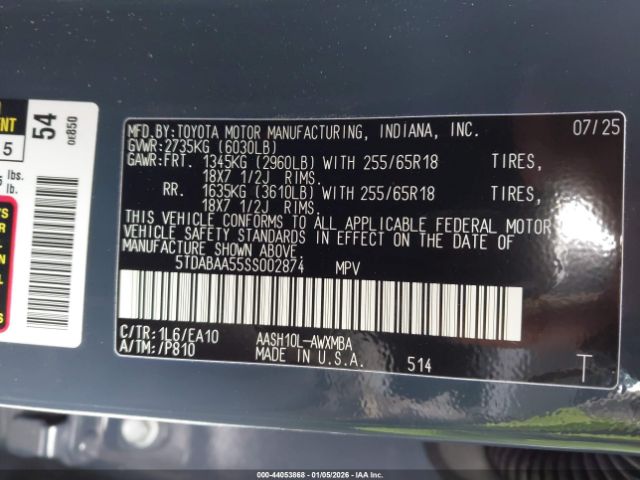 MFD.BY:TOYOTA MOTOR MANUFACTURING, INDIANA, INC. 07/25
GVWR:2735KG (6030LB)
GAWR:FRT. 1345KG (2960LB) WITH 255/65R18 TIRES,
18X7 1/2J RIMS.
RR. 1635KG (3610LB) WITH 255/65R18 TIRES,
18X7 1/2J RIMS.
THIS VEHICLE CONFORMS TO ALL APPLICABLE FEDERAL MOTOR
VEHICLE SAFETY STANDARDS IN EFFECT ON THE DATE OF
MANUFACTURE SHOWN ABOVE.
5TDABAA55SS002874 MPV
C/TR:1L6/EA10 AASH10L-AWXMBA
A/TM:/P810 MADE IN U.S.A. 514
T
54
0E850
5
lbs.
lb.
000-44053868 - 01/05/2026 - IAA Inc.